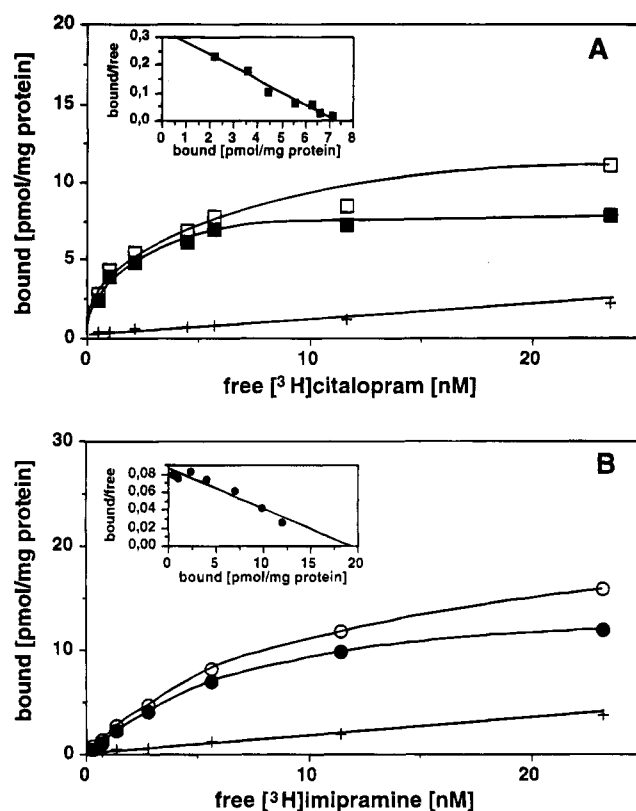 A
20
15
10
5
0
bound [pmol/mg protein]
0,3
0,2
0,1
0,0
bound/free
0 1 2 3 4 5 6 7 8
bound [pmol/mg protein]
0 10 20
free [³H]citalopram [nM]
B
30
20
10
0
bound [pmol/mg protein]
0,08
0,06
0,04
0,02
0,00
bound/free
0 5 10 15 20
bound [pmol/mg protein]
0 10 20
free [³H]imipramine [nM]